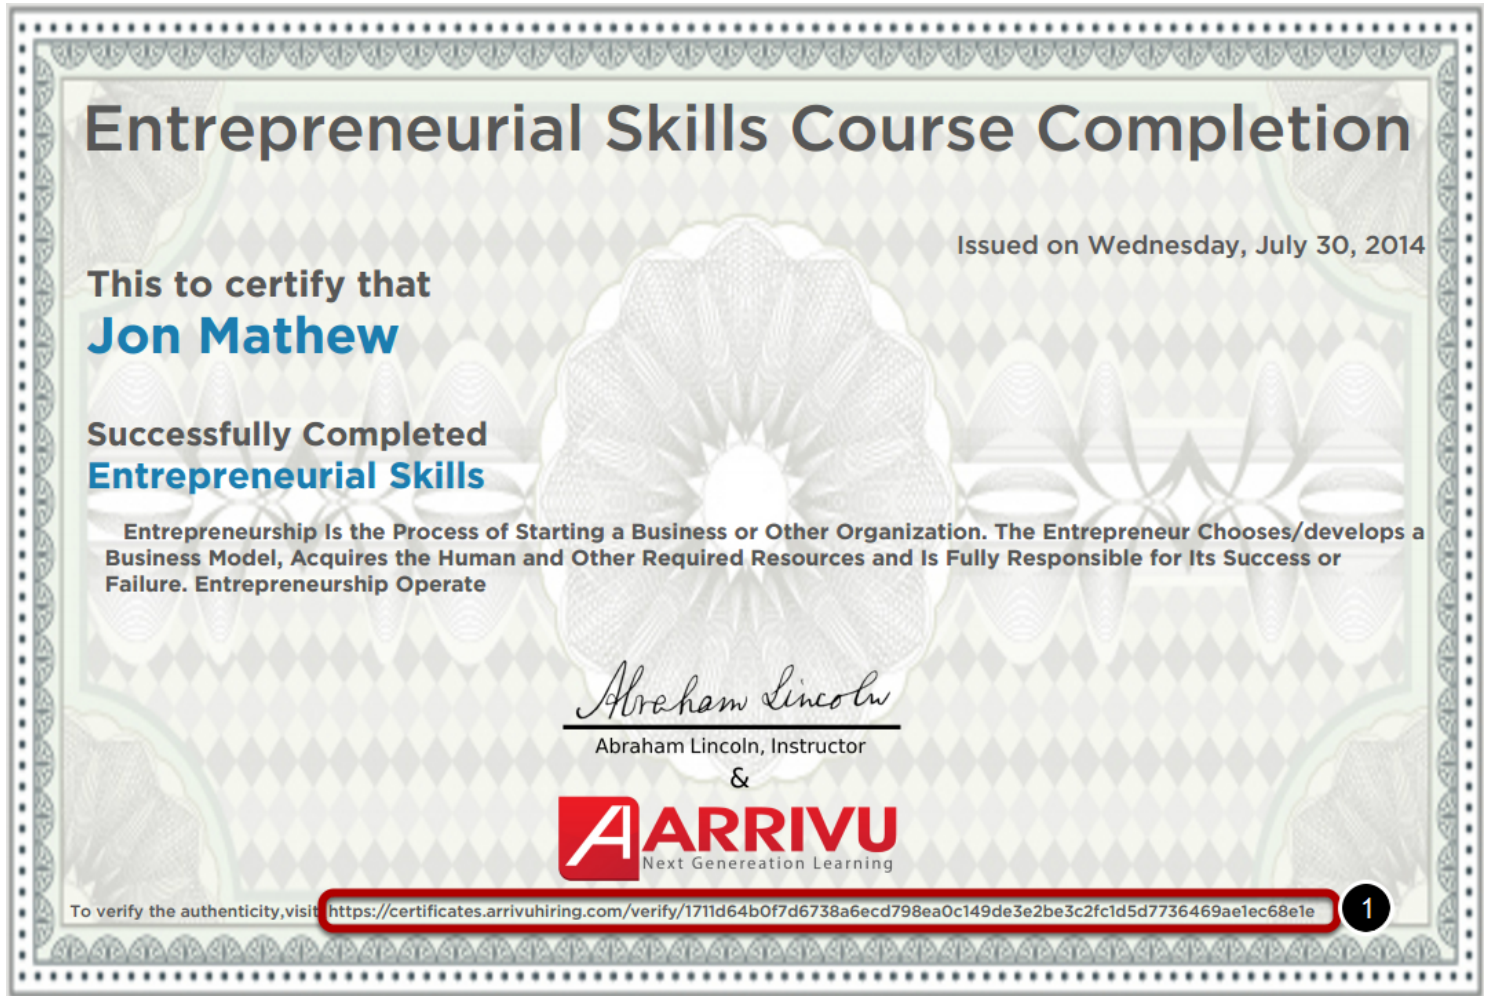 Entrepreneurial Skills Course Completion
Issued on Wednesday, July 30, 2014
This to certify that
Jon Mathew
Successfully Completed
Entrepreneurial Skills
Entrepreneurship Is the Process of Starting a Business or Other Organization. The Entrepreneur Chooses/develops a
Business Model, Acquires the Human and Other Required Resources and Is Fully Responsible for Its Success or
Failure. Entrepreneurship Operate
Abraham Lincoln
Abraham Lincoln, Instructor
&
A ARRIVU
Next Genereation Learning
To verify the authenticity,visit https://certificates.arrivuhiring.com/verify/1711d64b0f7d6738a6ecd798ea0c149de3e2be3c2fc1d5d7736469ae1ec68e1e
1